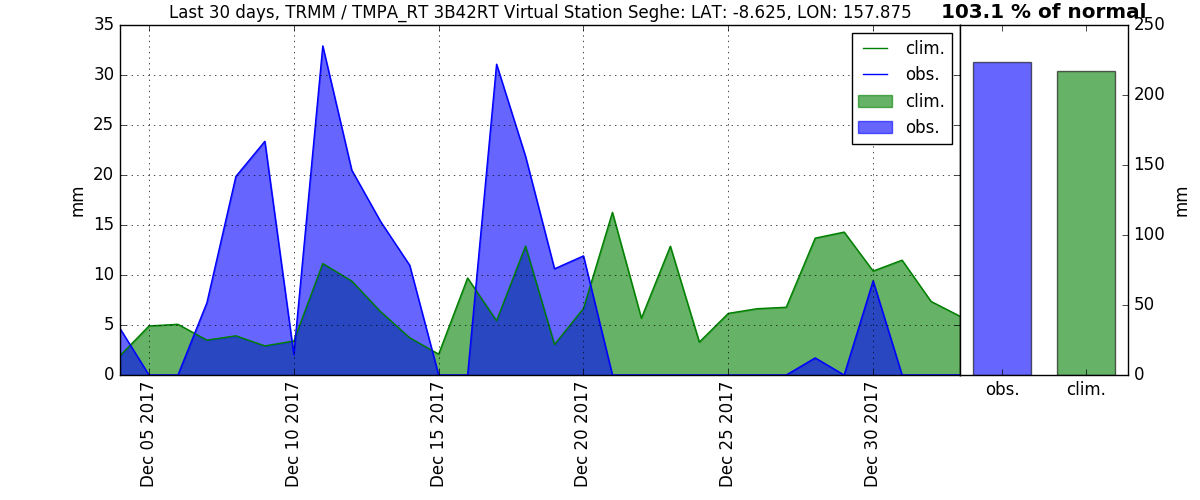 Last 30 days, TRMM / TMPA_RT 3B42RT Virtual Station Seghe: LAT: -8.625, LON: 157.875
103.1 % of normal
35
30
25
20
15
10
5
0
mm
clim.
obs.
clim.
obs.
250
200
150
100
50
0
mm
obs.
clim.
Dec 05 2017
Dec 10 2017
Dec 15 2017
Dec 20 2017
Dec 25 2017
Dec 30 2017